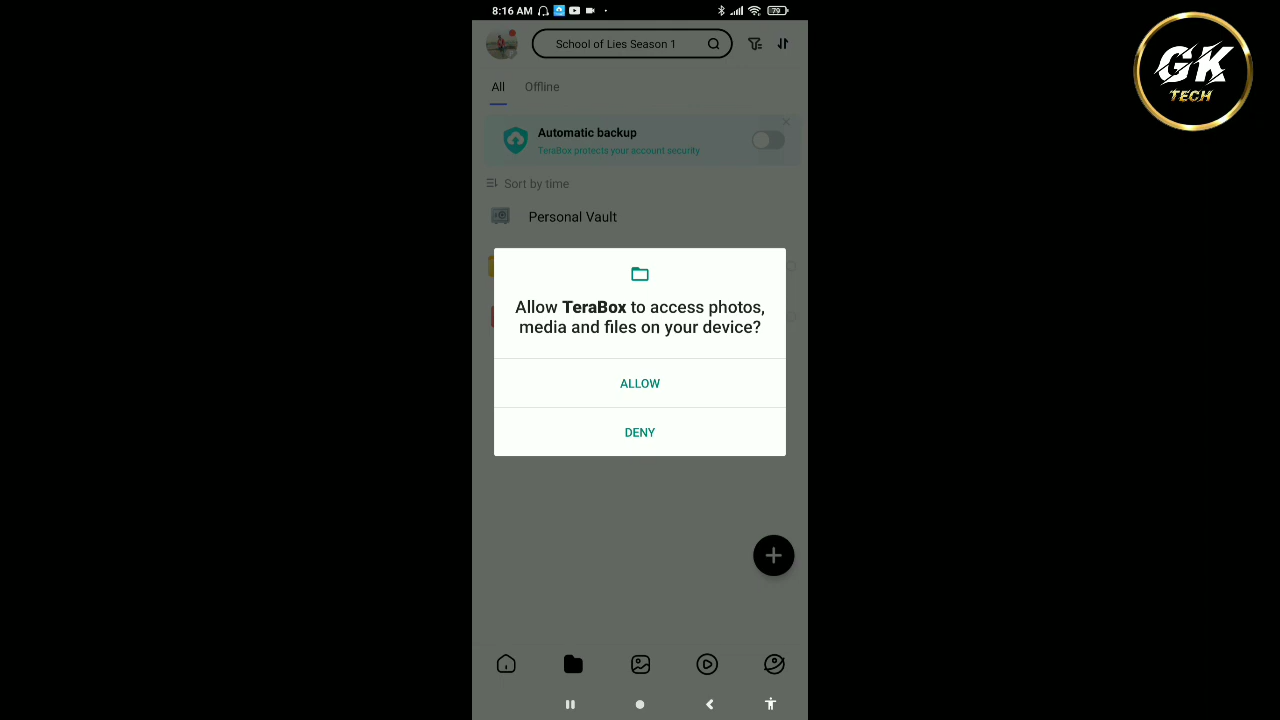 8:16 AM
79
School of Lies Season 1
All
Offline
Automatic backup
TeraBox protects your account security
Sort by time
Personal Vault
Allow TeraBox to access photos,
media and files on your device?
ALLOW
DENY
GK
TECH